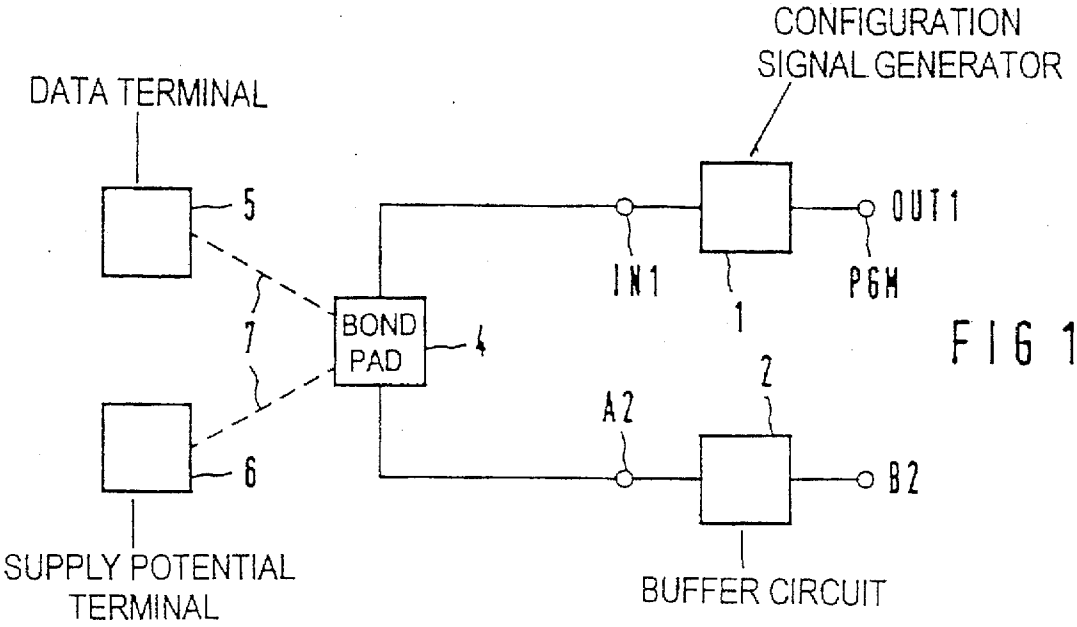 CONFIGURATION
SIGNAL GENERATOR
DATA TERMINAL
5
OUT1
IN1
PGM
1
7
BOND
PAD
4
FIG 1
2
A2
6
B2
SUPPLY POTENTIAL
TERMINAL
BUFFER CIRCUIT